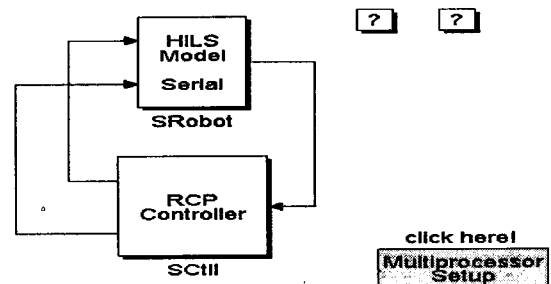 ? ?
HILS
Model
Serial
SRobot
RCP
Controller
SCtll
click here!
Multiprocessor
Setup